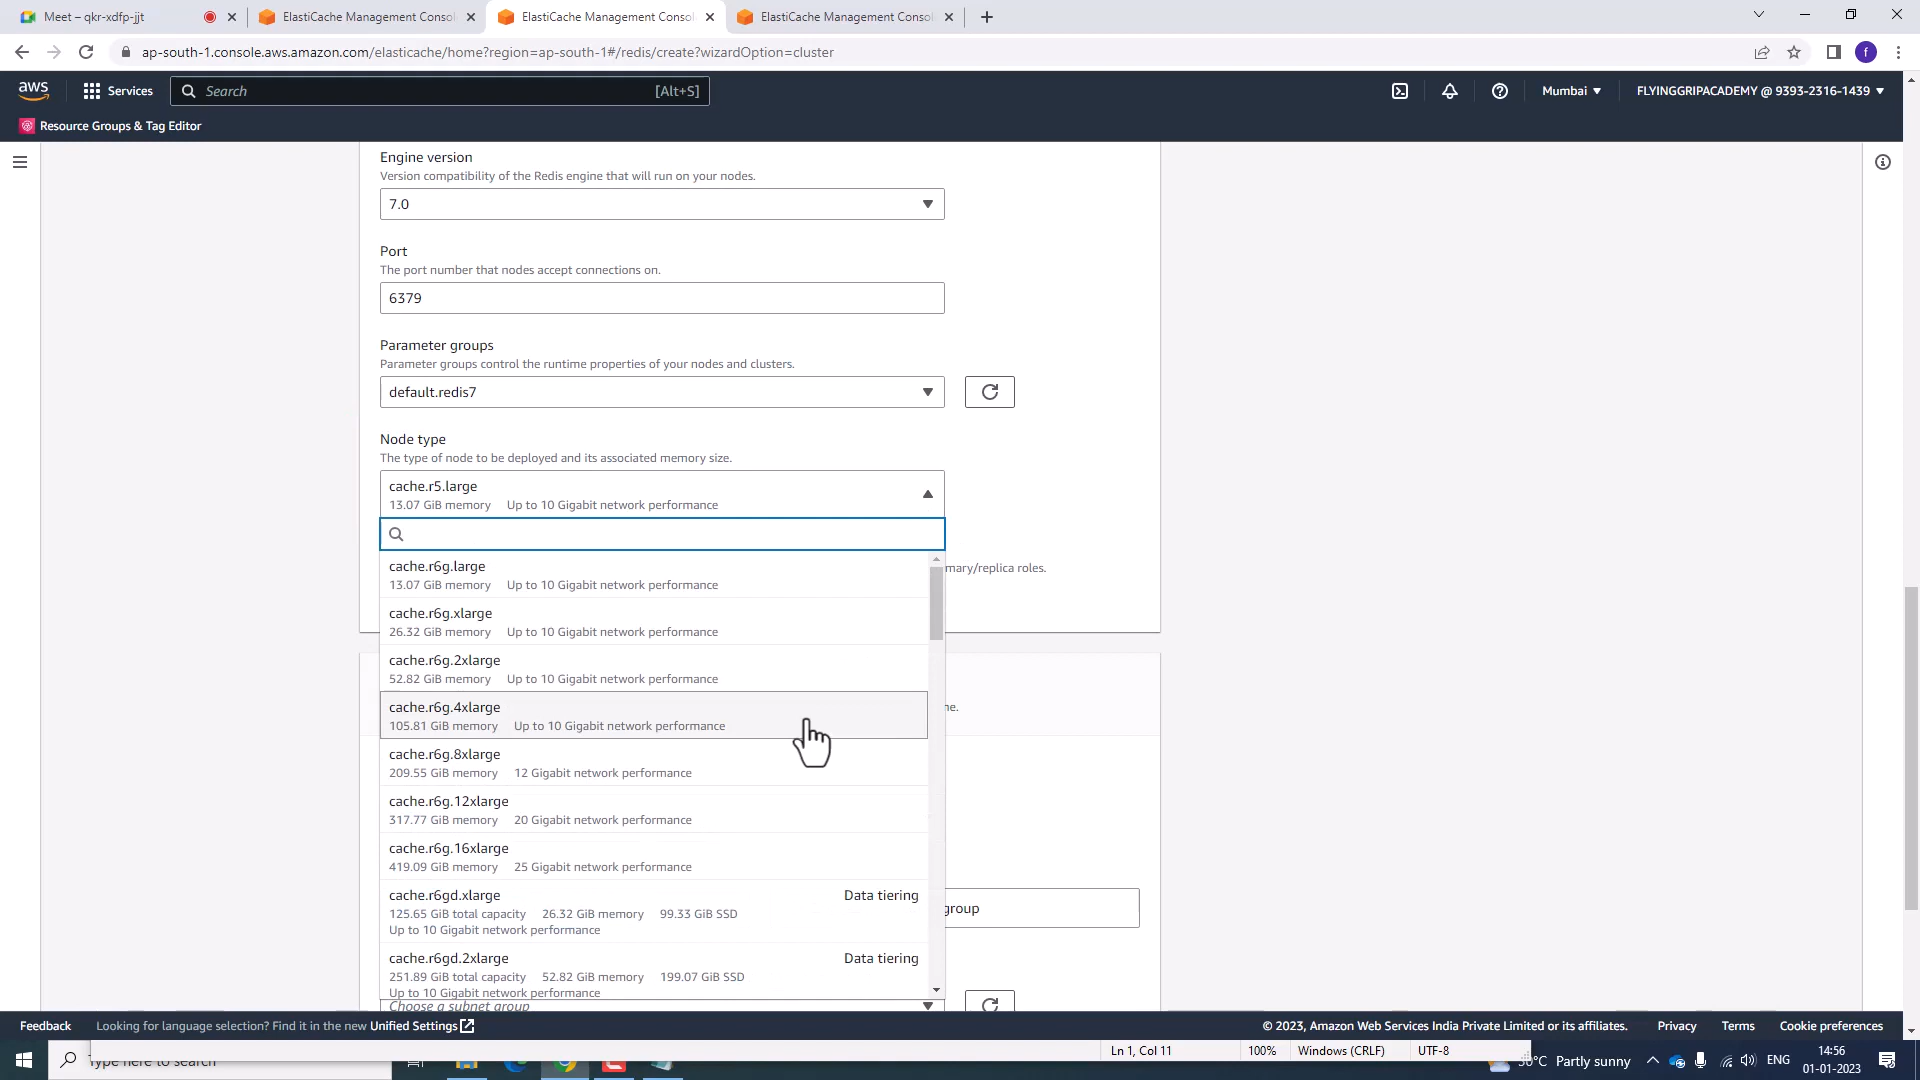 Meet – qkr-xdfp-jjt
ElastiCache Management Consol
ElastiCache Management Consol
ElastiCache Management Consol
ap-south-1.console.aws.amazon.com/elasticache/home?region=ap-south-1#/redis/create?wizardOption=cluster
f
aws
Services
Search
[Alt+S]
Mumbai
FLYINGGRIPACADEMY @ 9393-2316-1439
Resource Groups & Tag Editor
Engine version
Version compatibility of the Redis engine that will run on your nodes.
7.0
Port
The port number that nodes accept connections on.
6379
Parameter groups
Parameter groups control the runtime properties of your nodes and clusters.
default.redis7
Node type
The type of node to be deployed and its associated memory size.
cache.r5.large
13.07 GiB memory Up to 10 Gigabit network performance
cache.r6g.large
13.07 GiB memory Up to 10 Gigabit network performance
mary/replica roles.
cache.r6g.xlarge
26.32 GiB memory Up to 10 Gigabit network performance
cache.r6g.2xlarge
52.82 GiB memory Up to 10 Gigabit network performance
cache.r6g.4xlarge
105.81 GiB memory Up to 10 Gigabit network performance
ne.
cache.r6g.8xlarge
209.55 GiB memory 12 Gigabit network performance
cache.r6g.12xlarge
317.77 GiB memory 20 Gigabit network performance
cache.r6g.16xlarge
419.09 GiB memory 25 Gigabit network performance
cache.r6gd.xlarge Data tiering
125.65 GiB total capacity 26.32 GiB memory 99.33 GiB SSD
Up to 10 Gigabit network performance
group
cache.r6gd.2xlarge Data tiering
251.89 GiB total capacity 52.82 GiB memory 199.07 GiB SSD
Up to 10 Gigabit network performance
Choose a subnet group
Feedback
Looking for language selection? Find it in the new Unified Settings
© 2023, Amazon Web Services India Private Limited or its affiliates.
Privacy
Terms
Cookie preferences
Type here to search
Ln 1, Col 11
100%
Windows (CRLF)
UTF-8
Partly sunny
ENG
14:56
01-01-2023